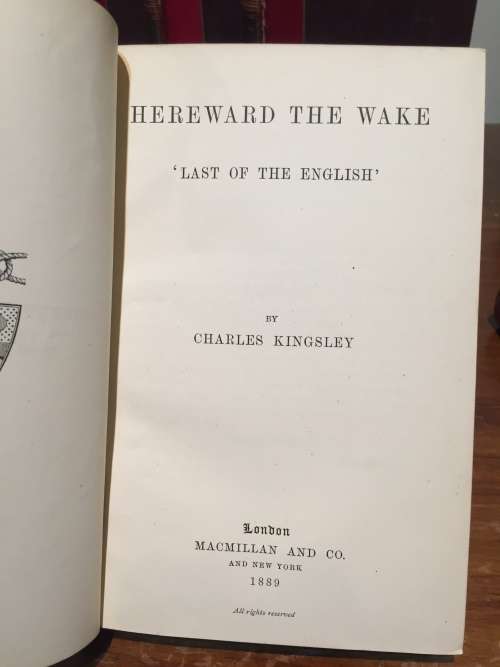 HEREWARD THE WAKE
‘LAST OF THE ENGLISH’
BY
CHARLES KINGSLEY
London
MACMILLAN AND CO.
AND NEW YORK
1889
All rights reserved